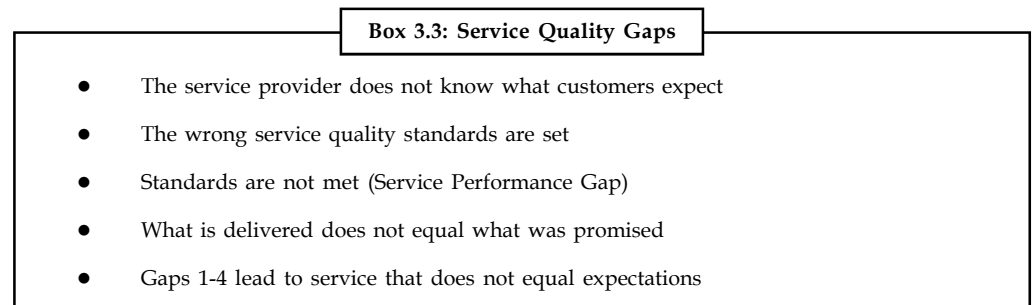 Box 3.3: Service Quality Gaps
● The service provider does not know what customers expect
● The wrong service quality standards are set
● Standards are not met (Service Performance Gap)
● What is delivered does not equal what was promised
● Gaps 1-4 lead to service that does not equal expectations